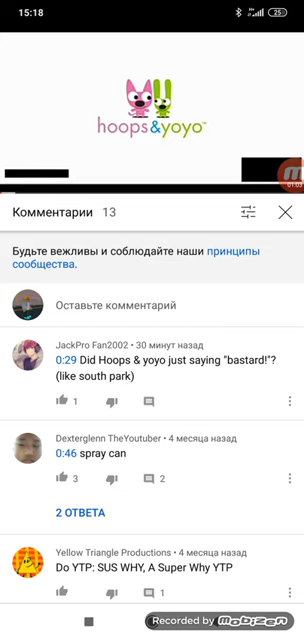 15:18
25
hoops&yoyo™
01:03
Комментарии 13
Будьте вежливы и соблюдайте наши принципы
сообщества.
Оставьте комментарий
JackPro Fan2002 • 30 минут назад
0:29 Did Hoops & yoyo just saying "bastard!"?
(like south park)
1
Dexterglenn TheYoutuber • 4 месяца назад
0:46 spray can
3 2
2 ОТВЕТА
Yellow Triangle Productions • 4 месяца назад
Do YTP: SUS WHY, A Super Why YTP
1
Recorded by Mobizen